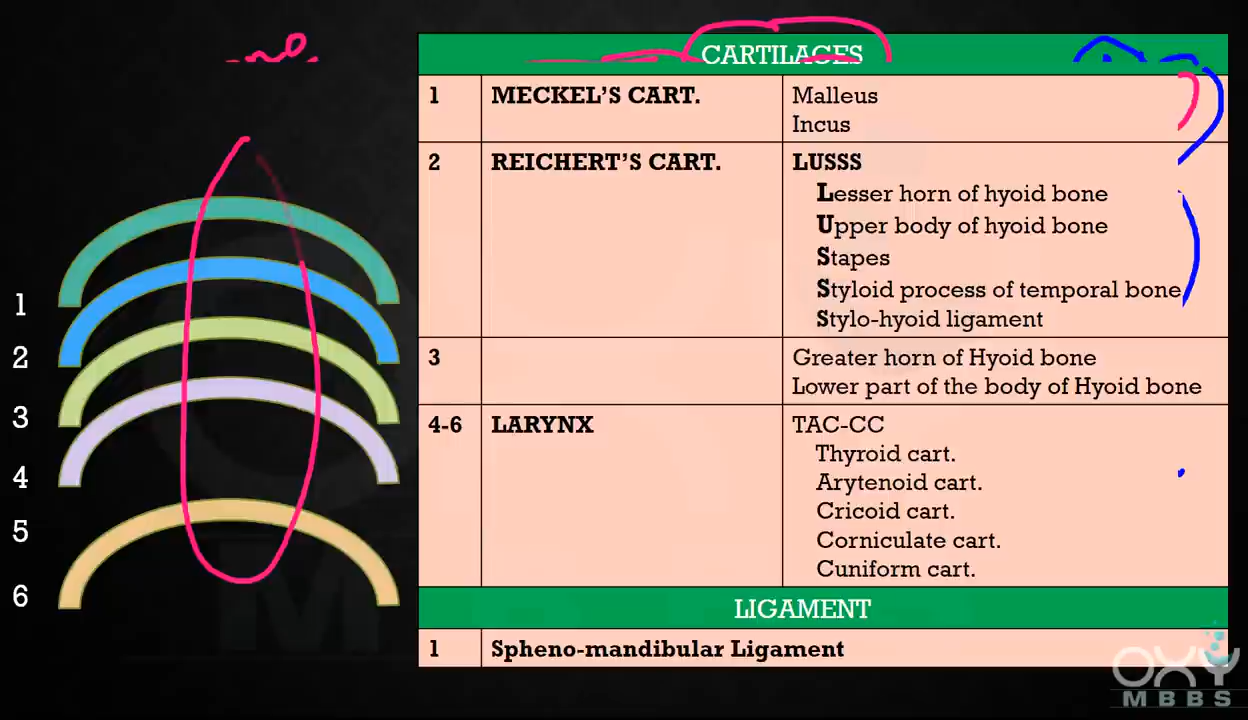 CARTILAGES
1 MECKEL'S CART. Malleus
Incus
2 REICHERT'S CART. LUSSS
Lesser horn of hyoid bone
Upper body of hyoid bone
Stapes
Styloid process of temporal bone
Stylo-hyoid ligament
3 Greater horn of Hyoid bone
Lower part of the body of Hyoid bone
4-6 LARYNX TAC-CC
Thyroid cart.
Arytenoid cart.
Cricoid cart.
Corniculate cart.
Cuniform cart.
LIGAMENT
1 Spheno-mandibular Ligament
1
2
3
4
5
6
OXY
MBBS